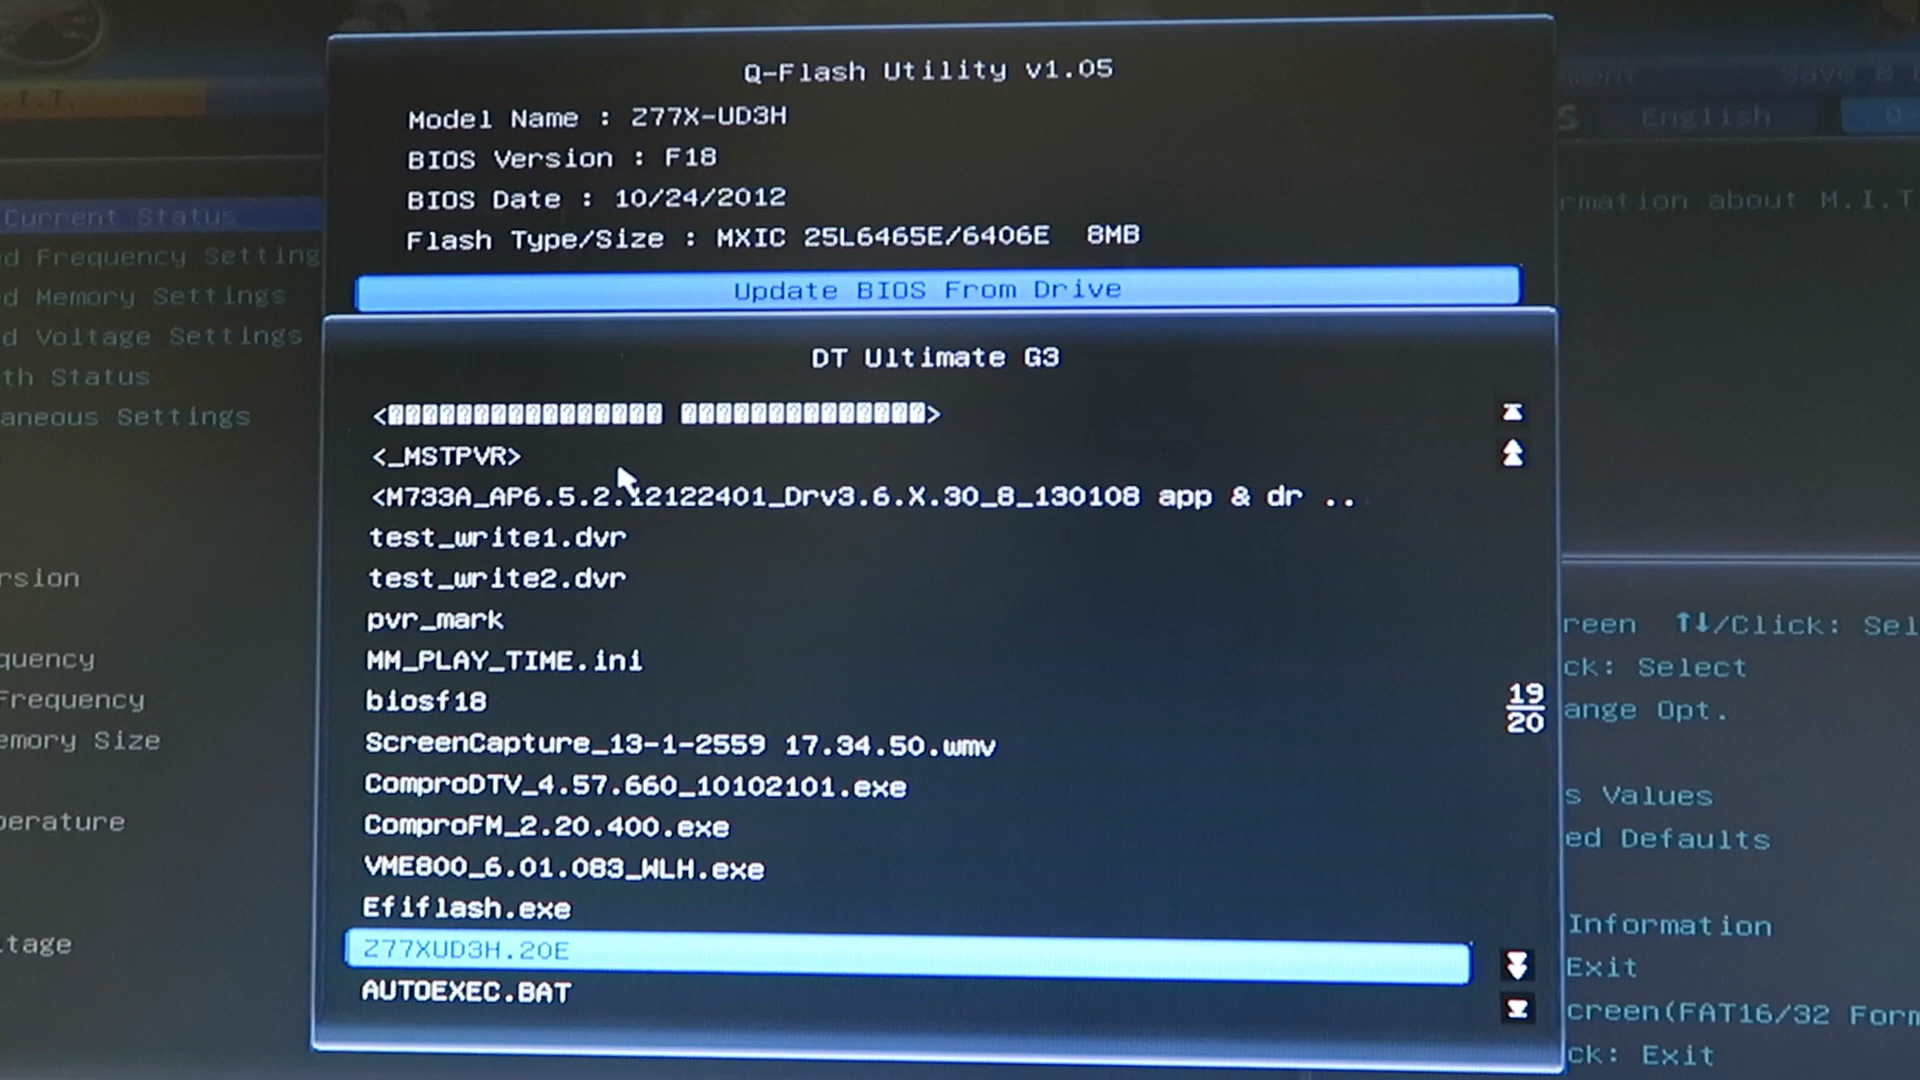 Q-Flash Utility v1.05
Model Name : Z77X-UD3H
BIOS Version : F18
BIOS Date : 10/24/2012
Flash Type/Size : MXIC 25L6465E/6406E 8MB
Update BIOS From Drive
DT Ultimate G3
<_MSTPVR>
<M733A_AP6.5.2.12122401_Drv3.6.X.30_8_130108 app & dr ..
test_write1.dvr
test_write2.dvr
pvr_mark
MM_PLAY_TIME.ini
biosf18
ScreenCapture_13-1-2559 17.34.50.wmv
ComproDTV_4.57.660_10102101.exe
ComproFM_2.20.400.exe
VME800_6.01.083_WLH.exe
Efiflash.exe
Z77XUD3H.20E
AUTOEXEC.BAT
19
20
.I.T.
Current Status
d Frequency Setting
d Memory Settings
d Voltage Settings
th Status
aneous Settings
rsion
quency
Frequency
emory Size
perature
tage
ment
Save &
S
English
Q-
rmation about M.I.T
reen ↑↓/Click: Sel
ck: Select
ange Opt.
s Values
ed Defaults
Information
Exit
creen(FAT16/32 Form
ck: Exit